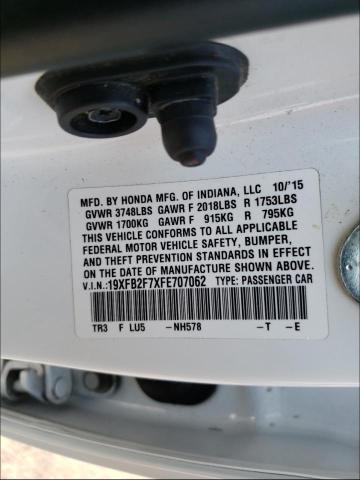 MFD. BY HONDA MFG. OF INDIANA, LLC 10/'15
GVWR 3748LBS GAWR F 2018LBS R 1753LBS
GVWR 1700KG GAWR F 915KG R 795KG
THIS VEHICLE CONFORMS TO ALL APPLICABLE
FEDERAL MOTOR VEHICLE SAFETY, BUMPER,
AND THEFT PREVENTION STANDARDS IN EFFECT
ON THE DATE OF MANUFACTURE SHOWN ABOVE.
V.I.N.:19XFB2F7XFE707062 TYPE: PASSENGER CAR
TR3 F LU5 -NH578 -T -E